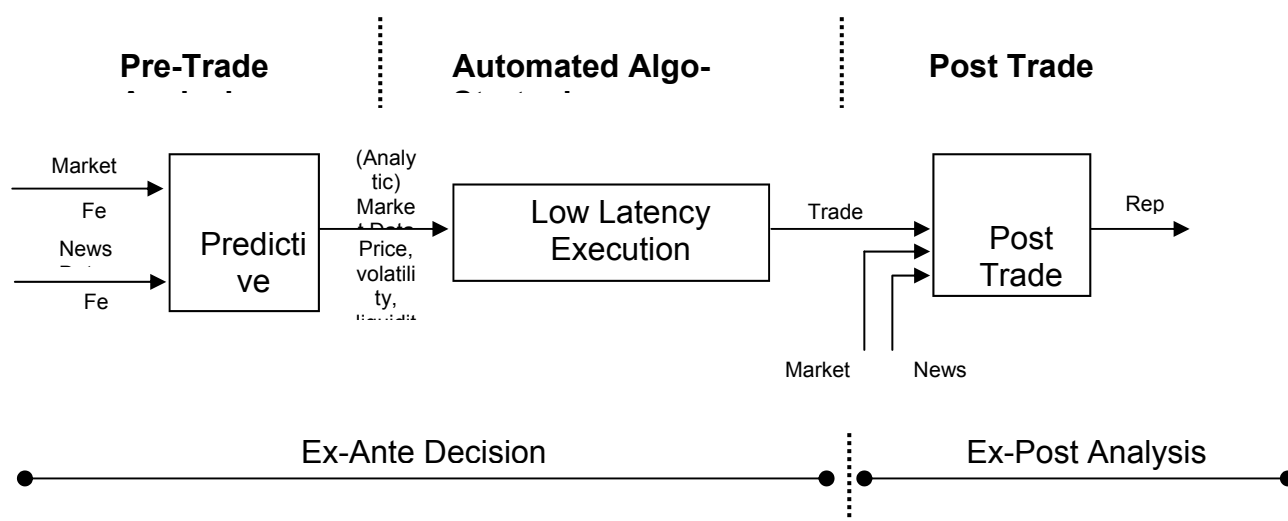 Pre-Trade
Automated Algo-
Post Trade
Market
Fe
News
Fe
Predicti
ve
(Analy
tic)
Marke
t Data
Price,
volatili
ty,
Low Latency
Execution
Trade
Post
Trade
Rep
Market
News
Ex-Ante Decision
Ex-Post Analysis